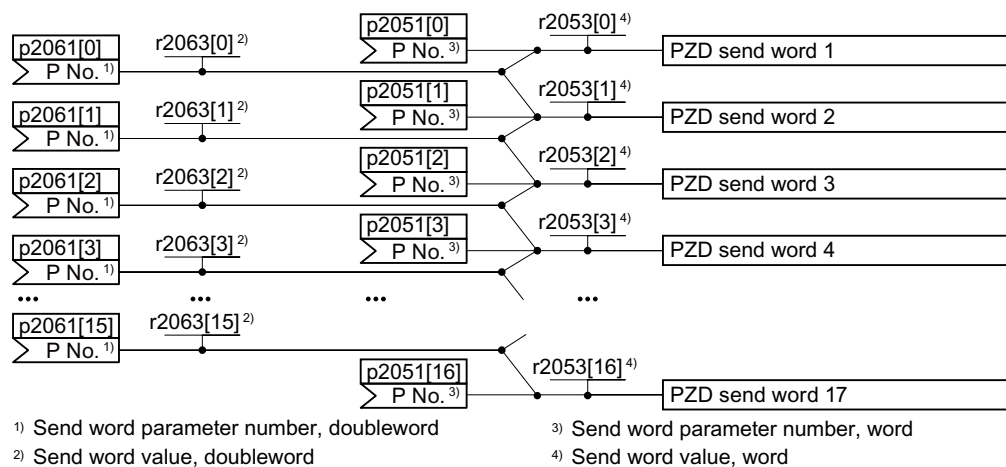 p2051[0] r2053[0] 4)
p2061[0] r2063[0] 2) P No. 3) PZD send word 1
P No. 1)
p2051[1] r2053[1] 4)
p2061[1] r2063[1] 2) P No. 3) PZD send word 2
P No. 1)
p2051[2] r2053[2] 4)
p2061[2] r2063[2] 2) P No. 3) PZD send word 3
P No. 1)
p2051[3] r2053[3] 4)
p2061[3] r2063[3] 2) P No. 3) PZD send word 4
P No. 1)
... ... ... ...
p2061[15] r2063[15] 2)
P No. 1)
p2051[16] r2053[16] 4)
P No. 3) PZD send word 17
1) Send word parameter number, doubleword 3) Send word parameter number, word
2) Send word value, doubleword 4) Send word value, word